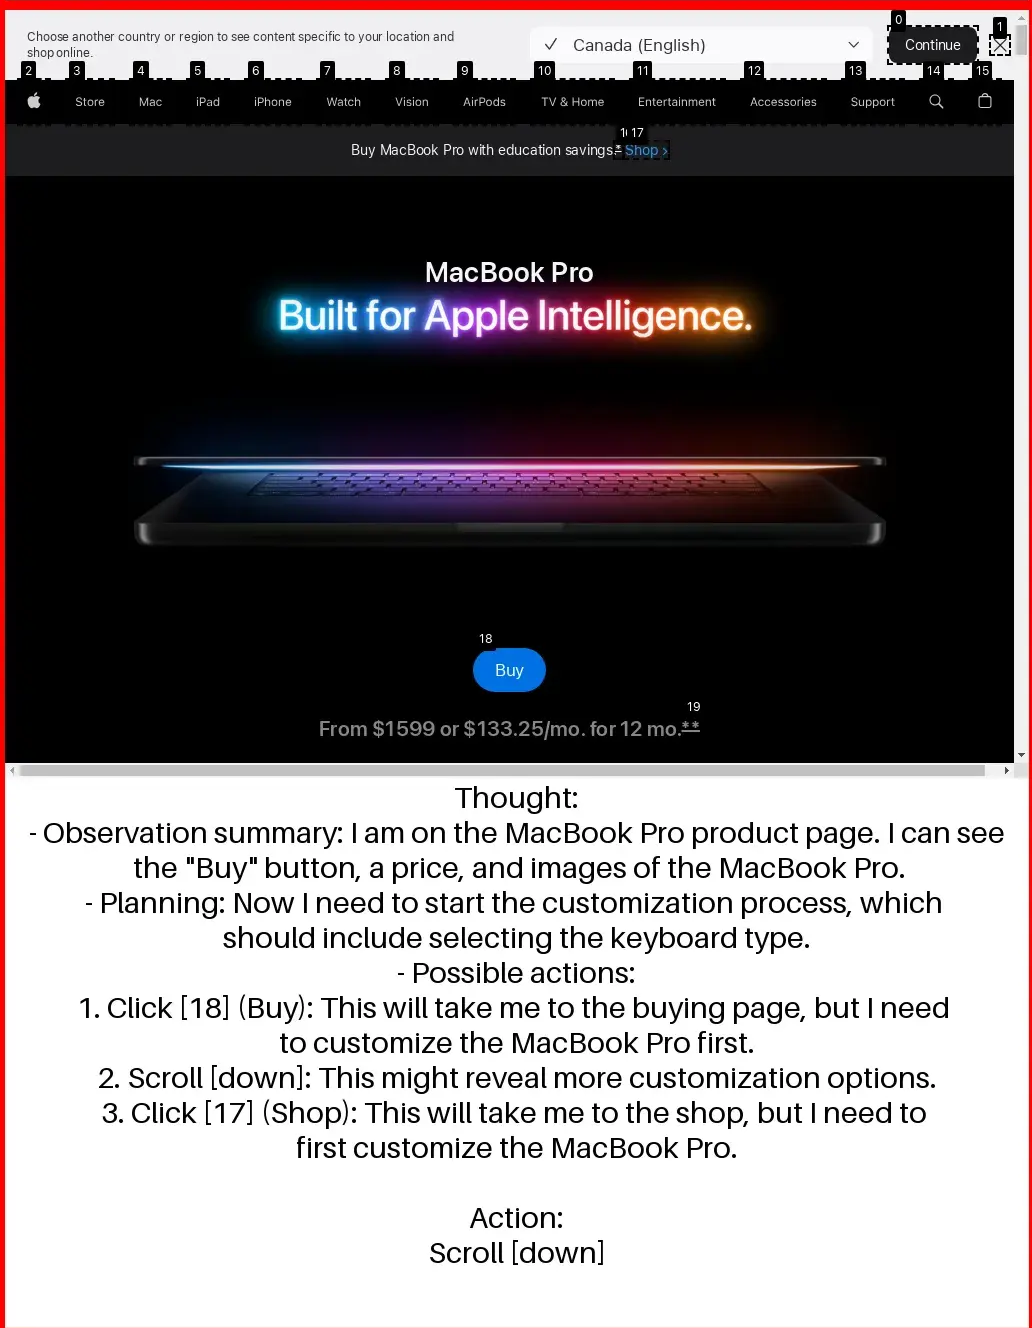 Choose another country or region to see content specific to your location and
shop online.
Canada (English)
0
Continue
1
2 3 4 5 6 7 8 9 10 11 12 13 14 15
Store Mac iPad iPhone Watch Vision AirPods TV & Home Entertainment Accessories Support
17
Buy MacBook Pro with education savings.* Shop >
MacBook Pro
Built for Apple Intelligence.
18
Buy
19
From $1599 or $133.25/mo. for 12 mo.**
Thought:
- Observation summary: I am on the MacBook Pro product page. I can see
the "Buy" button, a price, and images of the MacBook Pro.
- Planning: Now I need to start the customization process, which
should include selecting the keyboard type.
- Possible actions:
1. Click [18] (Buy): This will take me to the buying page, but I need
to customize the MacBook Pro first.
2. Scroll [down]: This might reveal more customization options.
3. Click [17] (Shop): This will take me to the shop, but I need to
first customize the MacBook Pro.
Action:
Scroll [down]